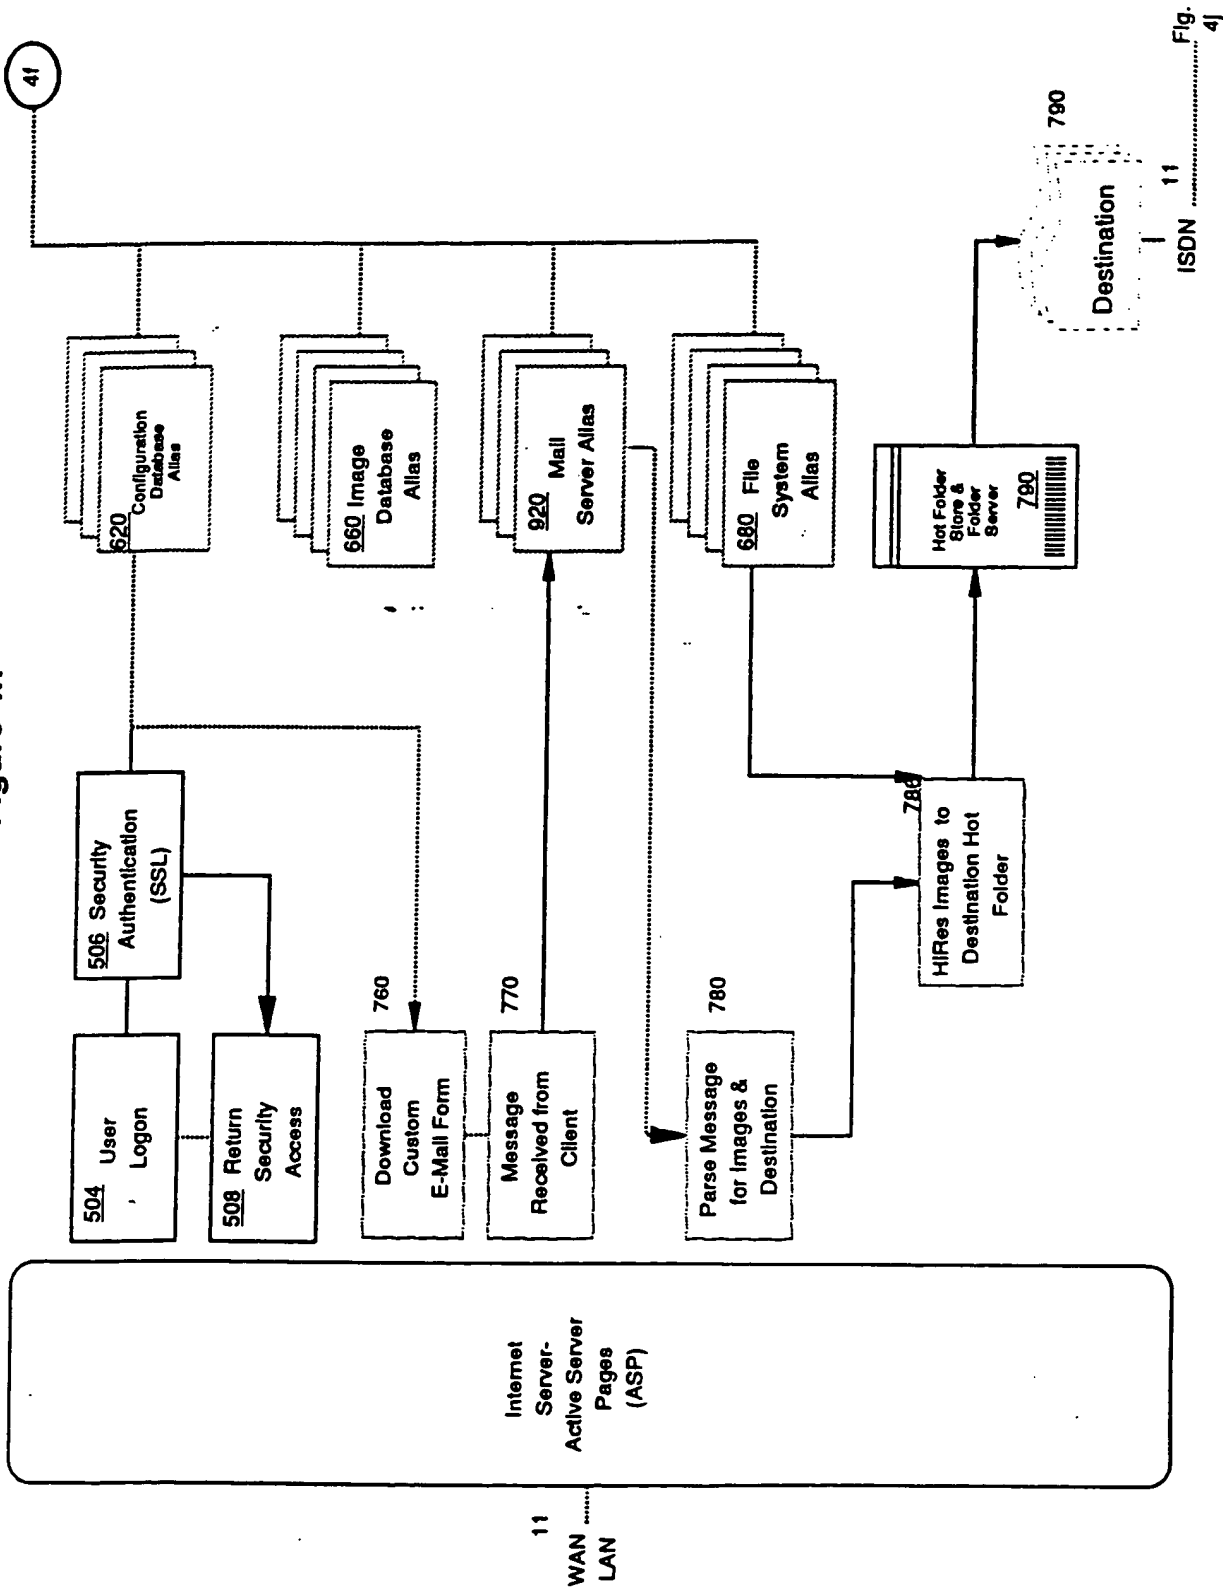 4f
620 Configuration
Database
Alias
660 Image
Database
Alias
920 Mail
Server Alias
680 File
System
Alias
506 Security
Authentication
(SSL)
504 User
Logon
508 Return
Security
Access
760
Download
Custom
E-Mail Form
770
Message
Received from
Client
780
Parse Message
for Images &
Destination
786
HiRes Images to
Destination Hot
Folder
Hot Folder
Store &
Folder
Server
790
790
Destination
ISDN
11
Fig.
4j
Internet
Server-
Active Server
Pages
(ASP)
11
WAN
LAN